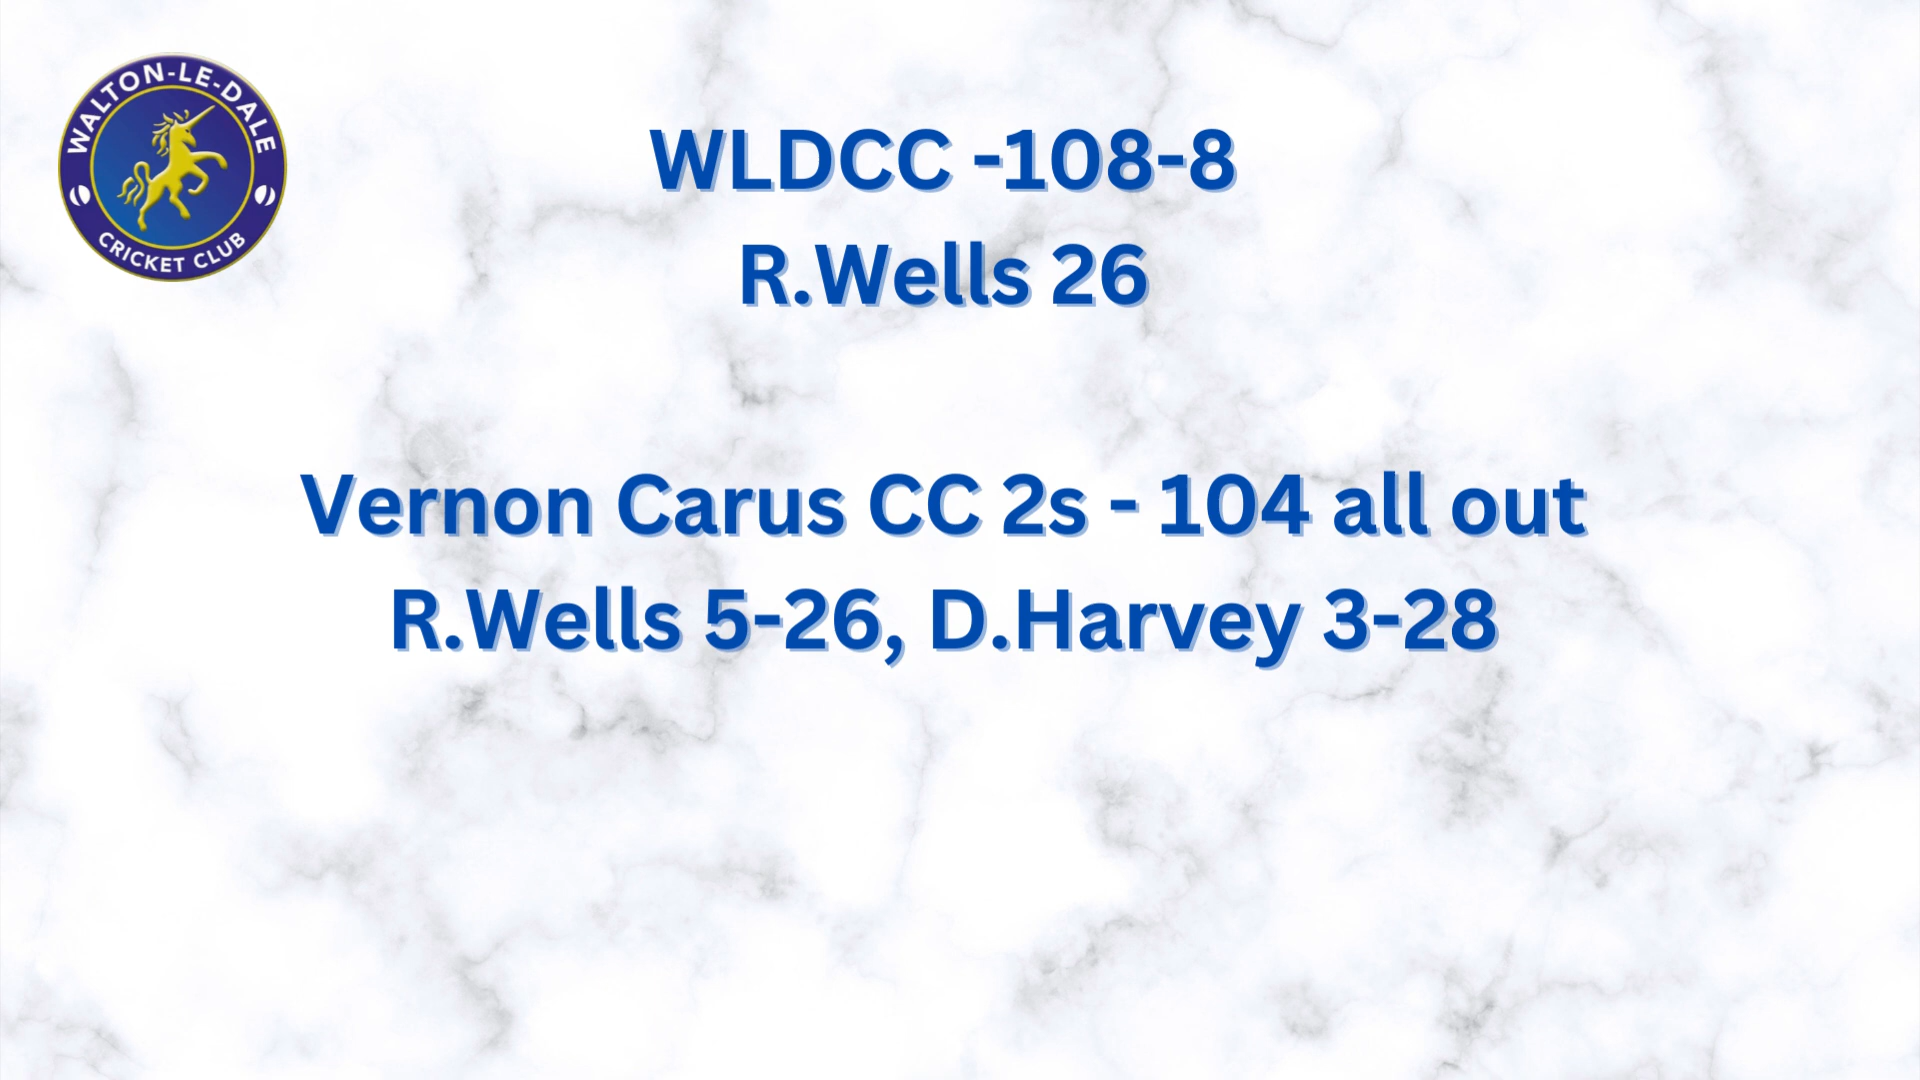 WALTON-LE-DALE
CRICKET CLUB
WLDCC -108-8
R.Wells 26
Vernon Carus CC 2s - 104 all out
R.Wells 5-26, D.Harvey 3-28